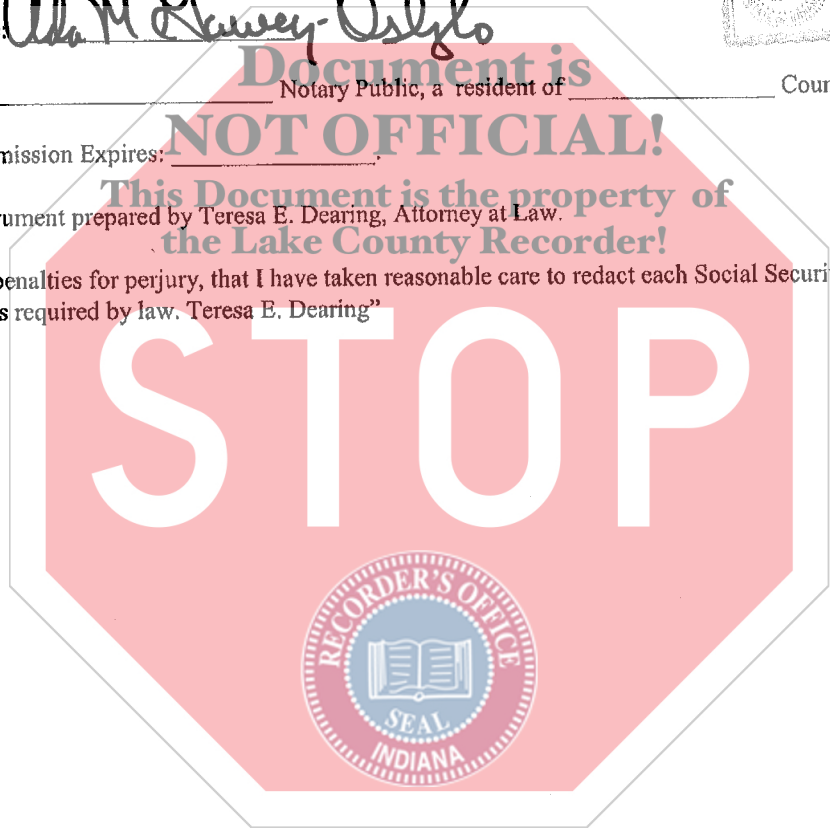 Ada M
Document is
Notary Public, a resident of
NOT OFFICIAL!
mission Expires:
This Document is the property of
ument prepared by Teresa E. Dearing, Attorney at Law.
the Lake County Recorder!
penalties for perjury, that I have taken reasonable care to redact each Social Securi
s required by law. Teresa E. Dearing”
STOP
RECORDER'S OFFICE
SEAL
INDIANA